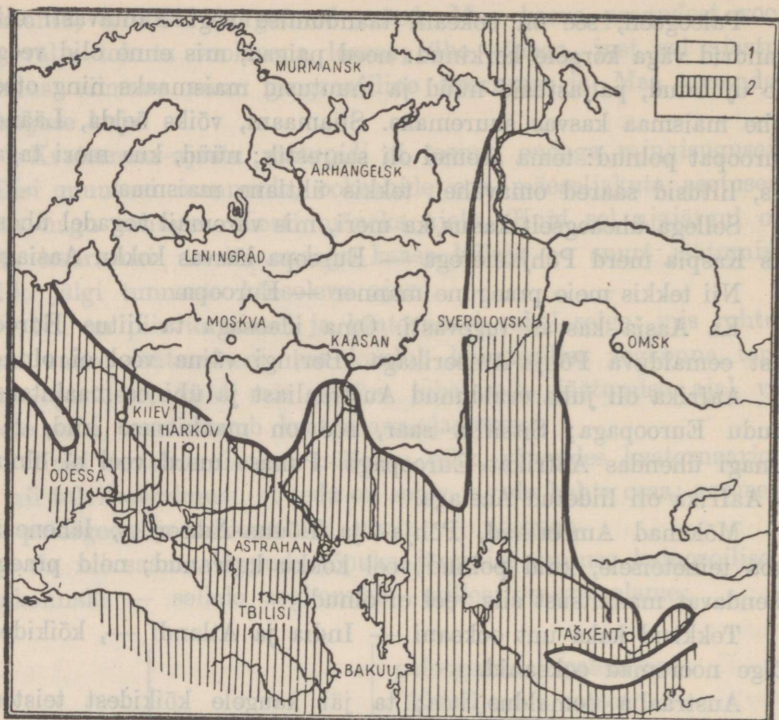 1
2
MURMANSK
ARHANGELSK
LENINGRAD
MOSKVA
KAASAN
SVERDLOVSK
OMSK
KIIEV
HARKOV
ODESSA
ASTRAHAN
TBILISI
TAŠKENT
BAKUU